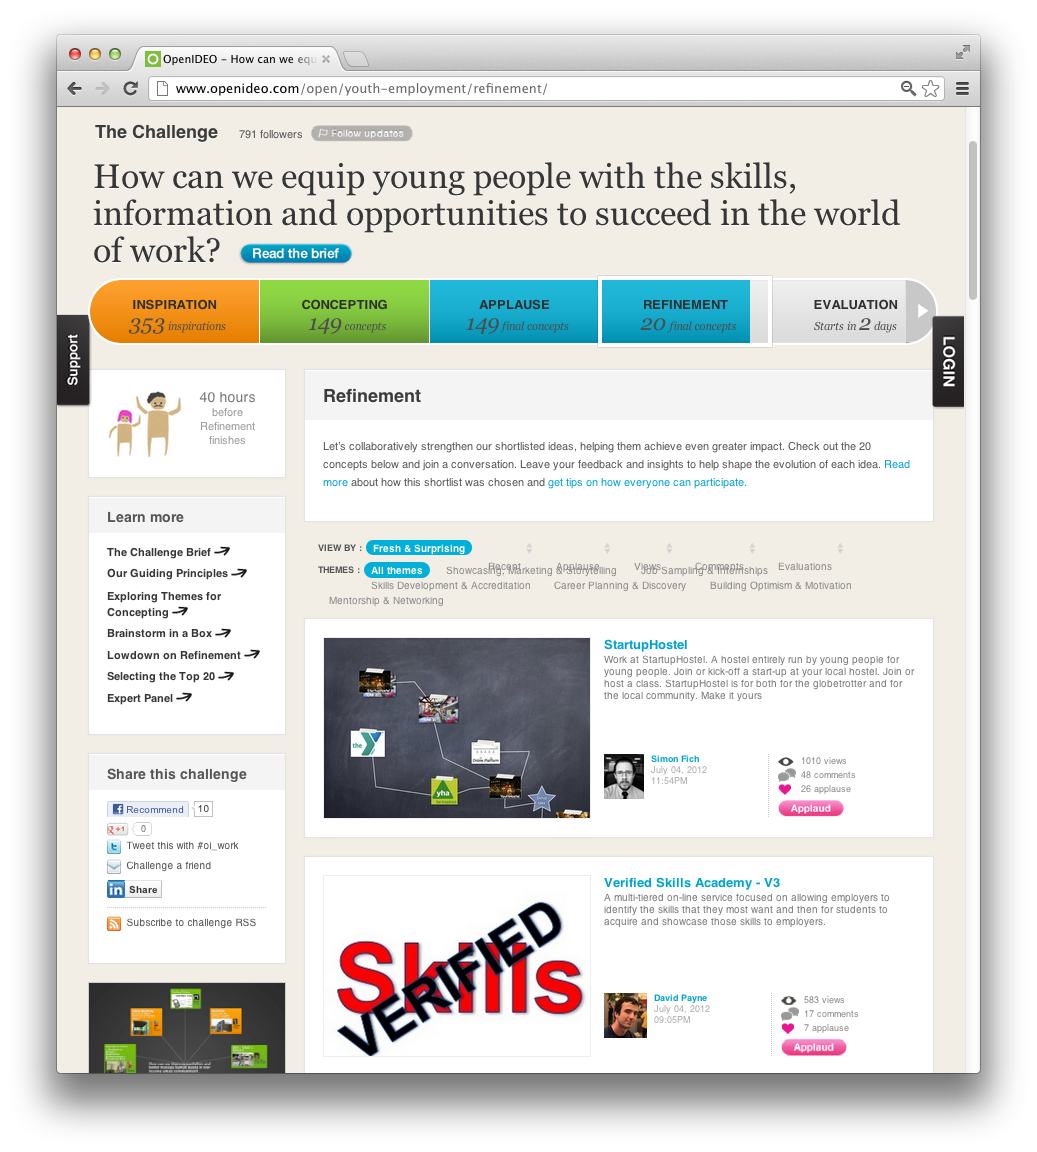 OpenIDEO - How can we equ
www.openideo.com/open/youth-employment/refinement/
The Challenge 791 followers Follow updates
How can we equip young people with the skills,
information and opportunities to succeed in the world
of work? Read the brief
INSPIRATION CONCEPTING APPLAUSE REFINEMENT EVALUATION
353 inspirations 149 concepts 149 final concepts 20 final concepts Starts in 2 days
Support
LOGIN
40 hours
before
Refinement
finishes
Learn more
The Challenge Brief
Our Guiding Principles
Exploring Themes for
Concepting
Brainstorm in a Box
Lowdown on Refinement
Selecting the Top 20
Expert Panel
Share this challenge
Recommend 10
+1 0
Tweet this with #oi_work
Challenge a friend
in Share
Subscribe to challenge RSS
Refinement
Let's collaboratively strengthen our shortlisted ideas, helping them achieve even greater impact. Check out the 20
concepts below and join a conversation. Leave your feedback and insights to help shape the evolution of each idea. Read
more about how this shortlist was chosen and get tips on how everyone can participate.
VIEW BY : Fresh & Surprising
Recent Applause Views Comments Evaluations
THEMES : All themes Showcasing, Marketing & Storytelling Job Sampling & Internships
Skills Development & Accreditation Career Planning & Discovery Building Optimism & Motivation
Mentorship & Networking
the Y
yha
StartupHostel
Work at StartupHostel. A hostel entirely run by young people for
young people. Join or kick-off a start-up at your local hostel. Join or
host a class. StartupHostel is for both for the globetrotter and for
the local community. Make it yours
Simon Fich
July 04, 2012
11:54PM
1010 views
48 comments
26 applause
Applaud
Skills
VERIFIED
Verified Skills Academy - V3
A multi-tiered on-line service focused on allowing employers to
identify the skills that they most want and then for students to
acquire and showcase those skills to employers.
David Payne
July 04, 2012
09:05PM
583 views
17 comments
7 applause
Applaud